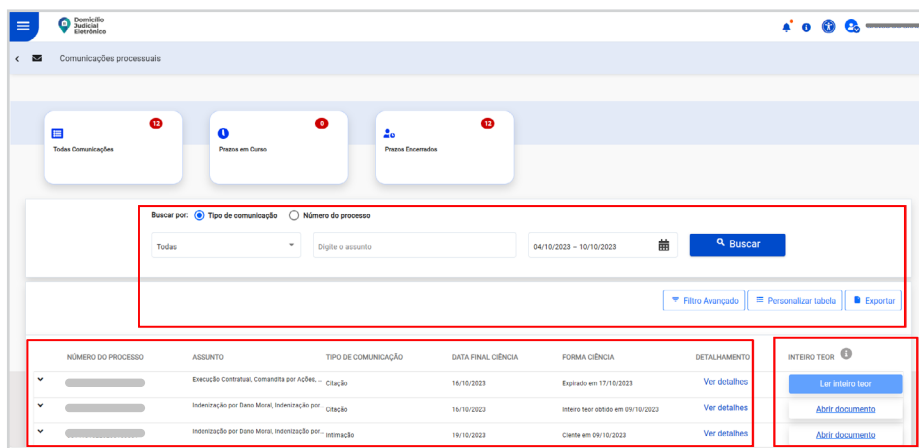 Domicílio
Judicial
Eletrônico
Comunicações processuais
12
Todas Comunicações
0
Prazos em Curso
12
Prazos Encerrados
Buscar por: Tipo de comunicação Número do processo
Todas Digite o assunto 04/10/2023 – 10/10/2023 Buscar
Filtro Avançado Personalizar tabela Exportar
NÚMERO DO PROCESSO ASSUNTO TIPO DE COMUNICAÇÃO DATA FINAL CIÊNCIA FORMA CIÊNCIA DETALHAMENTO INTEIRO TEOR
Execução Contratual, Comandita por Ações, ... Citação 16/10/2023 Expirado em 17/10/2023 Ver detalhes Ler inteiro teor
Indenização por Dano Moral, Indenização por... Citação 16/10/2023 Inteiro teor obtido em 09/10/2023 Ver detalhes Abrir documento
Indenização por Dano Moral, Indenização por... Intimação 19/10/2023 Ciente em 09/10/2023 Ver detalhes Abrir documento